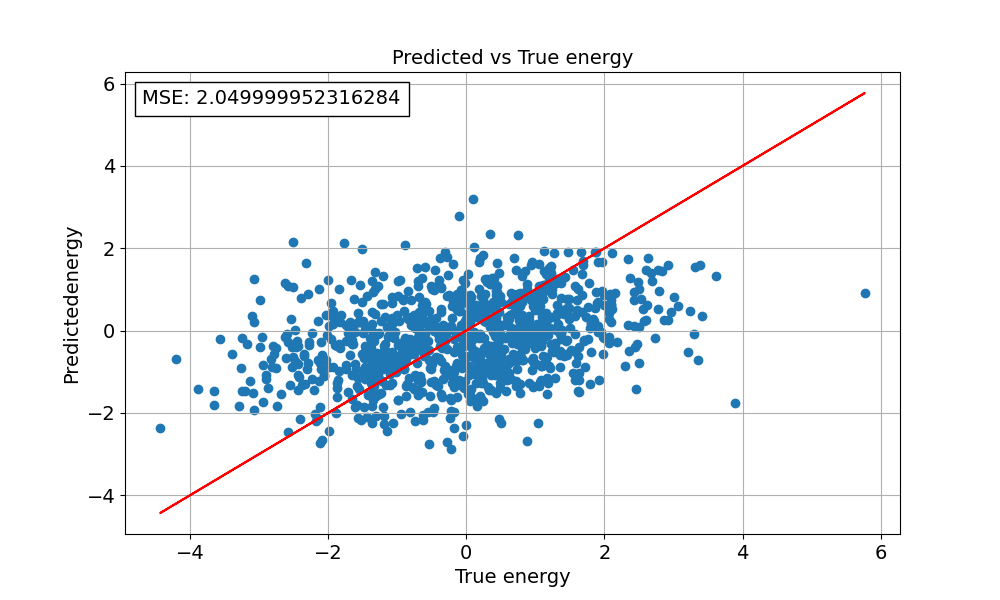 Predicted vs True energy
MSE: 2.049999952316284
6
4
2
0
−2
−4
Predictedenergy
−4 −2 0 2 4 6
True energy